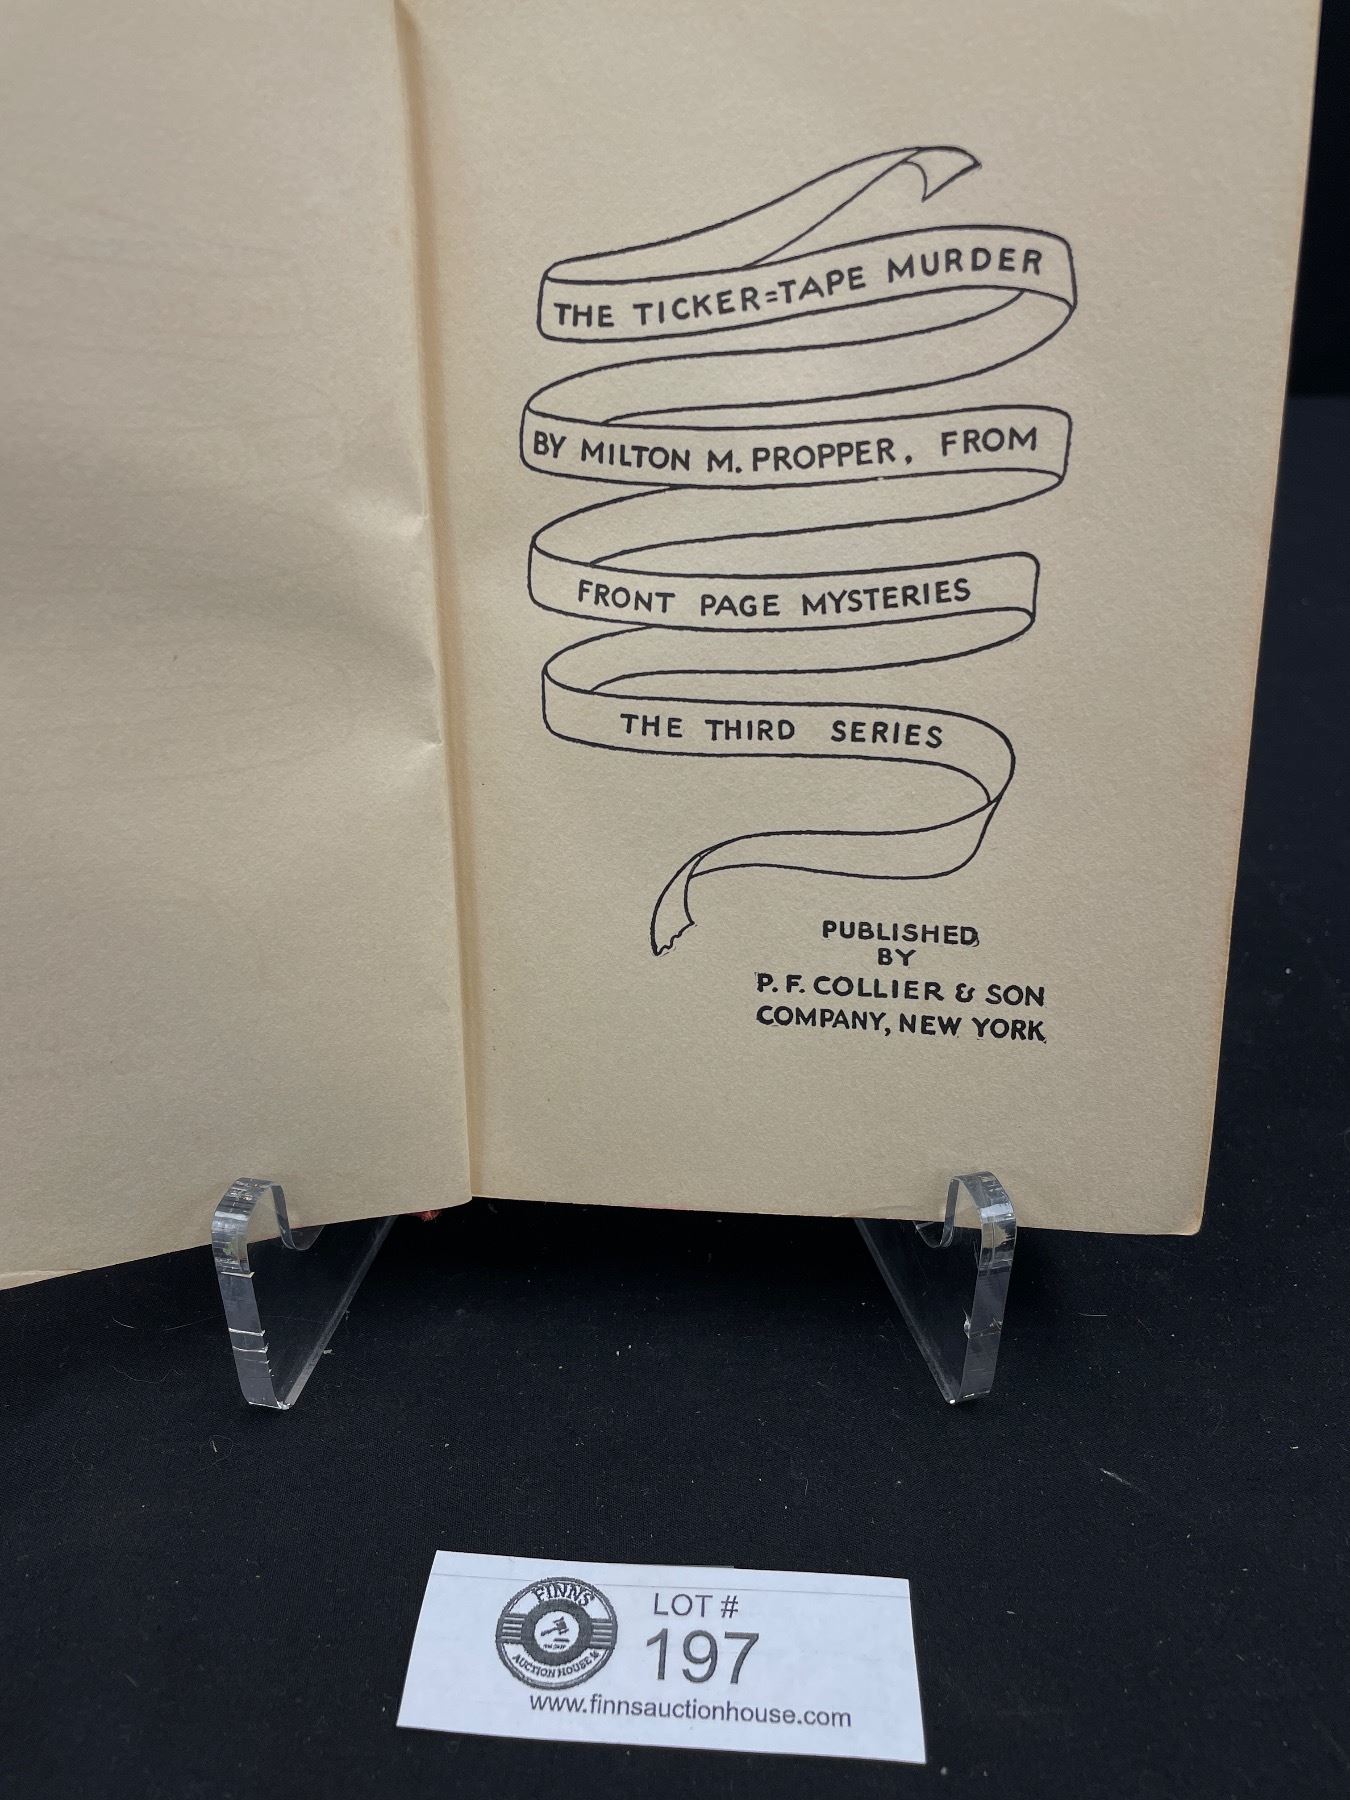 THE TICKER=TAPE MURDER
BY MILTON M. PROPPER, FROM
FRONT PAGE MYSTERIES
THE THIRD SERIES
PUBLISHED
BY
P. F. COLLIER & SON
COMPANY, NEW YORK
FINNS
AUCTION HOUSE
LOT #
197
www.finnsauctionhouse.com